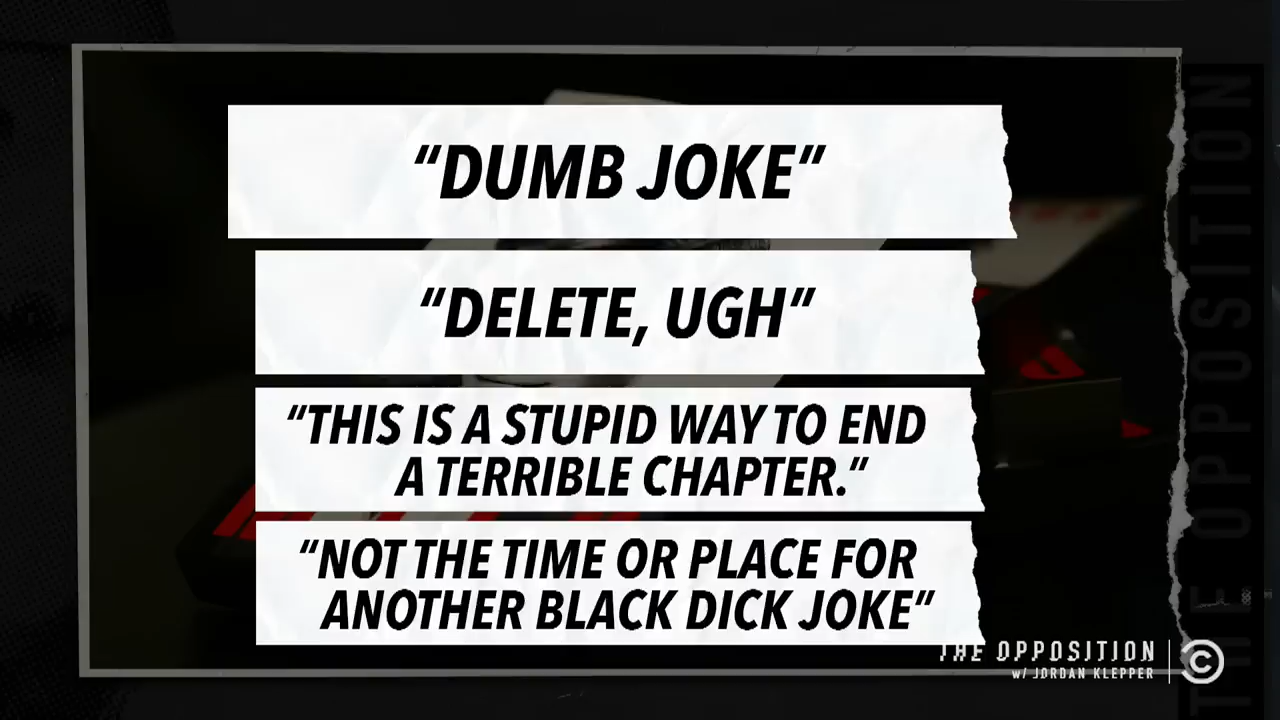 “DUMB JOKE”
“DELETE, UGH”
“THIS IS A STUPID WAY TO END
A TERRIBLE CHAPTER.”
“NOT THE TIME OR PLACE FOR
ANOTHER BLACK DICK JOKE”
THE OPPOSITION
w/ JORDAN KLEPPER
THE OPPOSITION